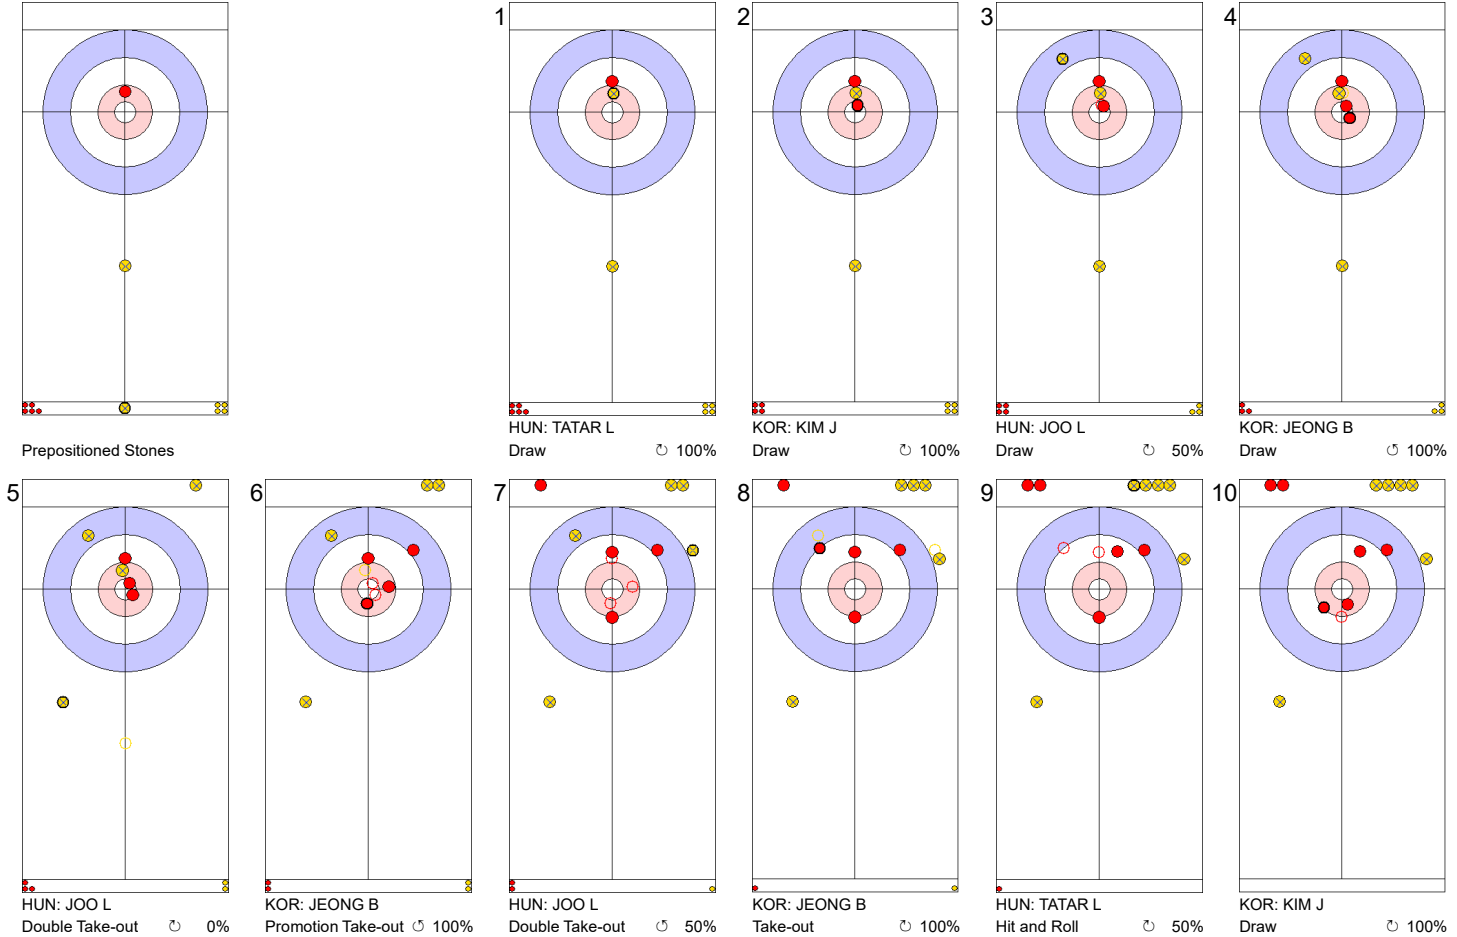 Prepositioned Stones
1
HUN: TATAR L
Draw ↻ 100%
2
KOR: KIM J
Draw ↻ 100%
3
HUN: JOO L
Draw ↻ 50%
4
KOR: JEONG B
Draw ↺ 100%
5
HUN: JOO L
Double Take-out ↻ 0%
6
KOR: JEONG B
Promotion Take-out ↺ 100%
7
HUN: JOO L
Double Take-out ↺ 50%
8
KOR: JEONG B
Take-out ↻ 100%
9
HUN: TATAR L
Hit and Roll ↻ 50%
10
KOR: KIM J
Draw ↺ 100%